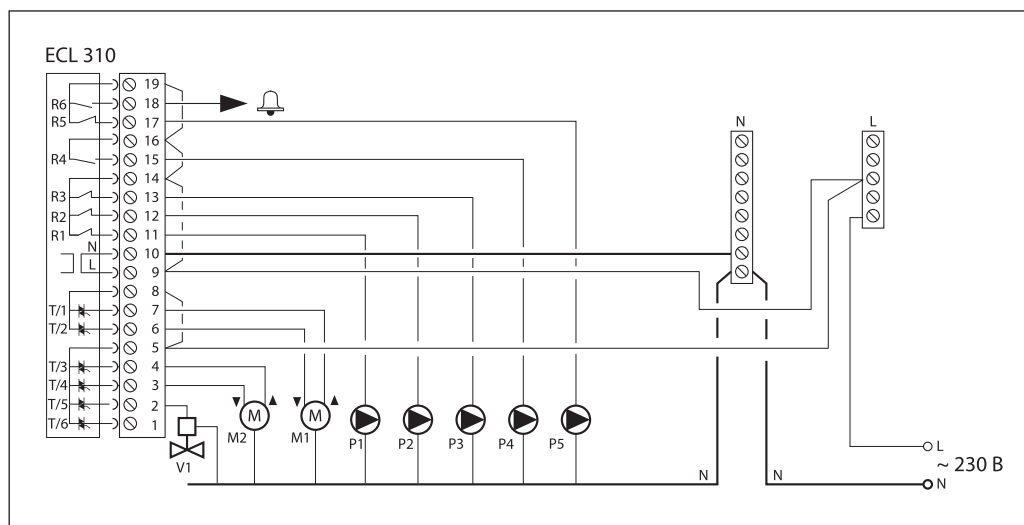 ECL 310
19
R6 18
R5 17
16
R4 15
14
R3 13
R2 12
R1 11
N 10
L 9
8
T/1 7
T/2 6
5
T/3 4
T/4 3
T/5 2
T/6 1
N
L
M
M
M2
M1
P1
P2
P3
P4
P5
V1
N
N
L
~ 230 В
N